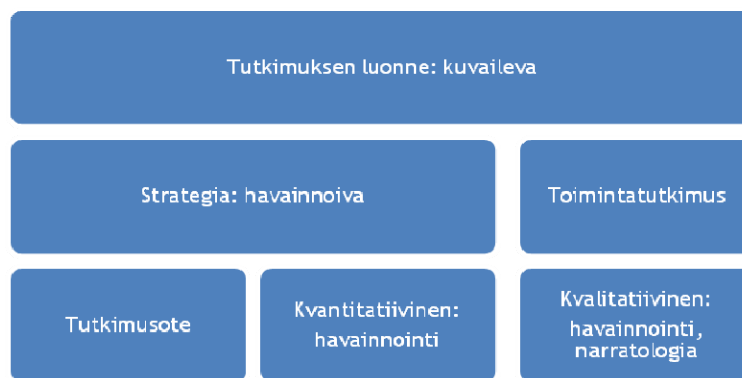 Tutkimuksen luonne: kuvaileva
Strategia: havainnoiva
Toimintatutkimus
Tutkimusote
Kvantitatiivinen:
havainnointi
Kvalitatiivinen:
havainnointi,
narratologia